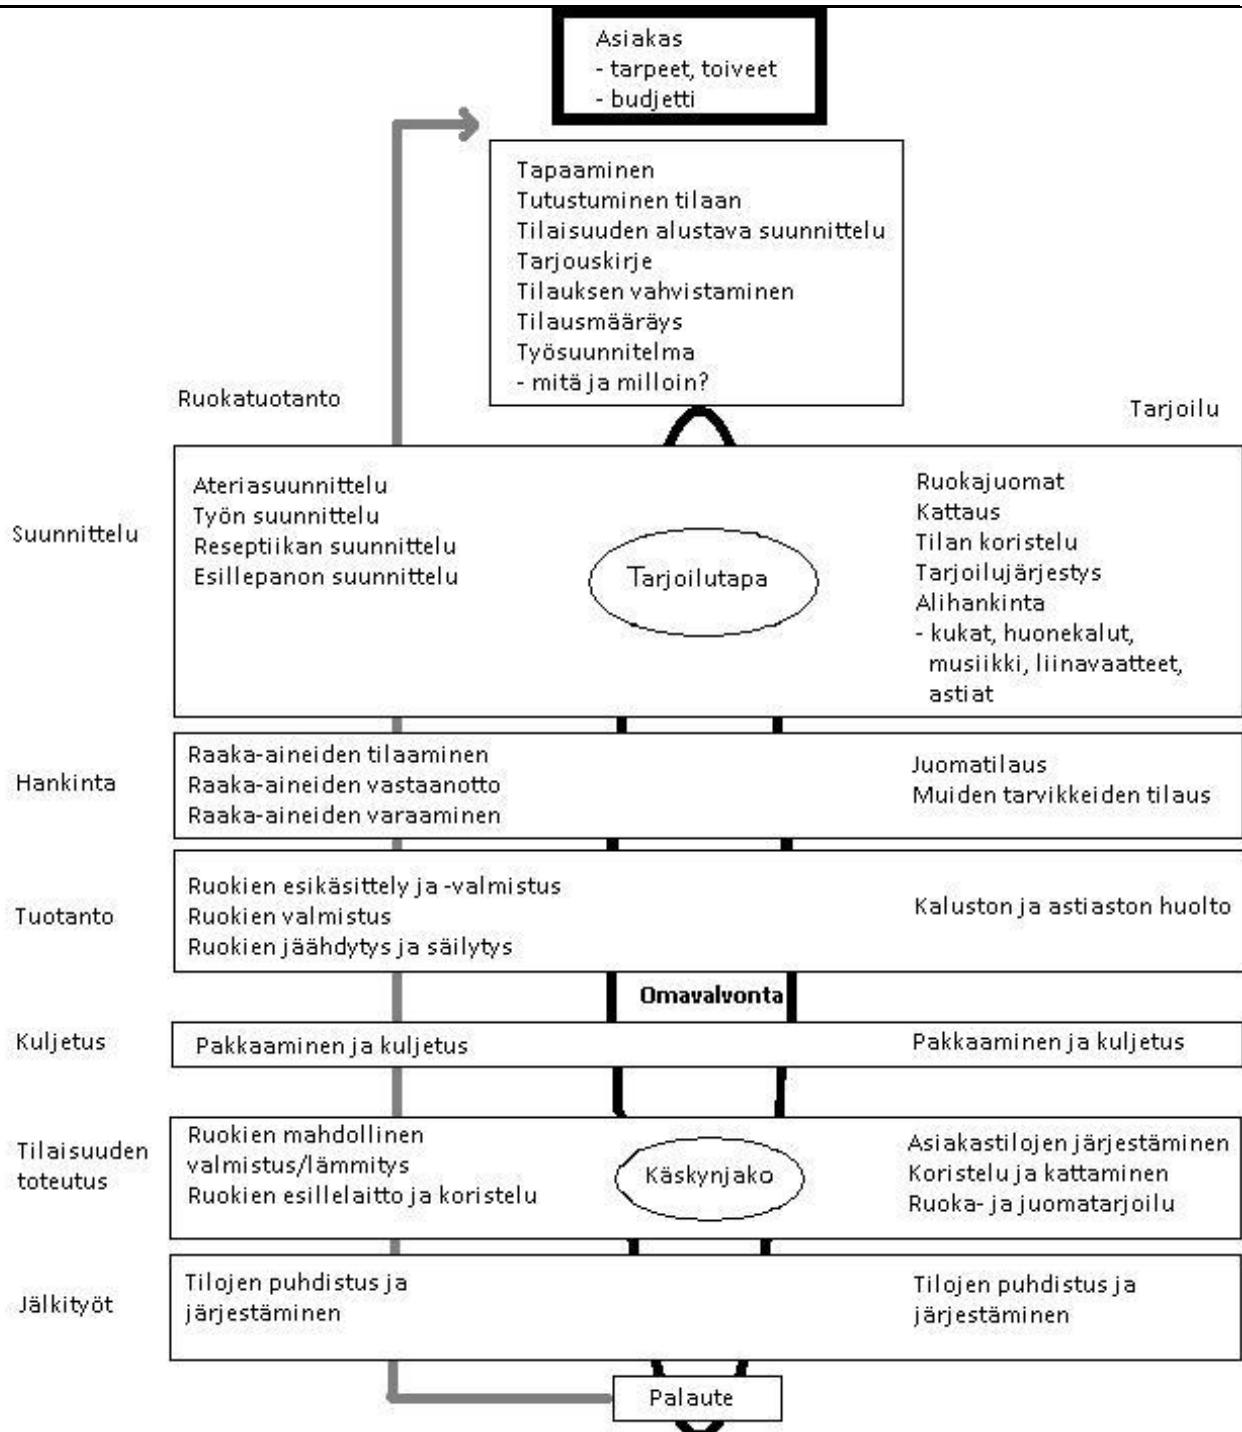 Asiakas
- tarpeet, toiveet
- budjetti
Tapaaminen
Tutustuminen tilaan
Tilaisuuden alustava suunnittelu
Tarjouskirje
Tilauksen vahvistaminen
Tilausmääräys
Työsuunnitelma
- mitä ja milloin?
Ruokatuotanto
Tarjoilu
Suunnittelu
Ateriasuunnittelu
Työn suunnittelu
Reseptiikan suunnittelu
Esillepanon suunnittelu
Tarjoilutapa
Ruokajuomat
Kattaus
Tilan koristelu
Tarjoilujärjestys
Alihankinta
- kukat, huonekalut,
musiikki, liinavaatteet,
astiat
Hankinta
Raaka-aineiden tilaaminen
Raaka-aineiden vastaanotto
Raaka-aineiden varaaminen
Juomatilaus
Muiden tarvikkeiden tilaus
Tuotanto
Ruokien esikäsittely ja -valmistus
Ruokien valmistus
Ruokien jäähdytys ja säilytys
Kaluston ja astiaston huolto
Omavalvonta
Kuljetus
Pakkaaminen ja kuljetus
Pakkaaminen ja kuljetus
Tilaisuuden
toteutus
Ruokien mahdollinen
valmistus/lämmitys
Ruokien esillelaitto ja koristelu
Käskynjako
Asiakastilojen järjestäminen
Koristelu ja kattaminen
Ruoka- ja juomatarjoilu
Jälkityöt
Tilojen puhdistus ja
järjestäminen
Tilojen puhdistus ja
järjestäminen
Palaute